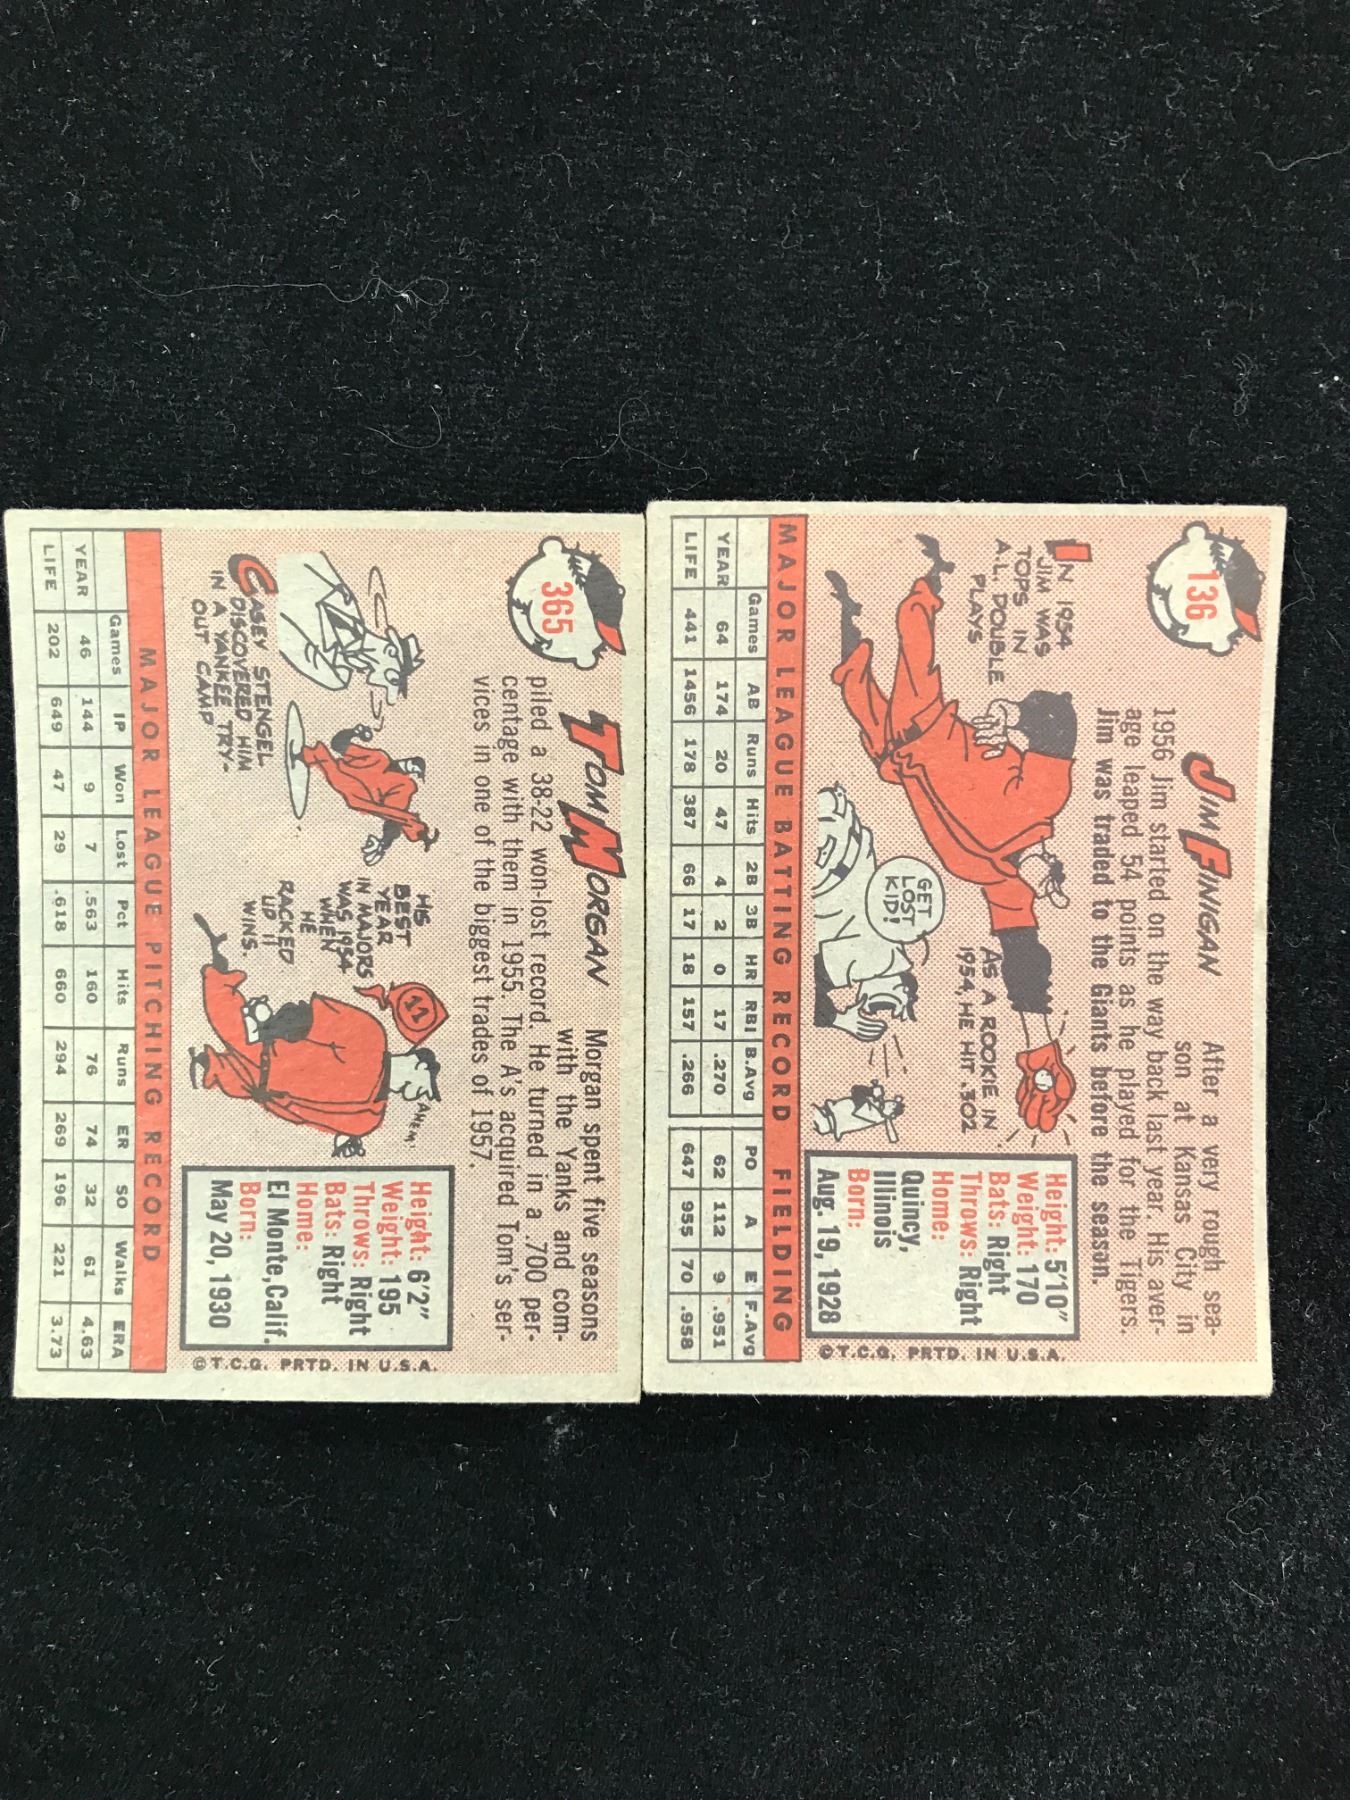 136
JIM FINIGAN
After a very rough sea-
son at Kansas City in
1956 Jim started on the way back last year. His aver-
age leaped 54 points as he played for the Tigers.
Jim was traded to the Giants before the season.
IN 1954
JIM WAS
TOPS IN
A.L. DOUBLE
PLAYS
GET
LOST
KID!
AS A ROOKIE IN
1954, HE HIT .302
Height: 5'10"
Weight: 170
Bats: Right
Throws: Right
Home:
Quincy,
Illinois
Born:
Aug. 19, 1928
©T.C.G. PRTD. IN U.S.A.
MAJOR LEAGUE BATTING RECORD FIELDING
Games AB Runs Hits 2B 3B HR RBI B.Avg PO A E F.Avg
YEAR 64 174 20 47 4 2 0 17 .270 62 112 9 .951
LIFE 441 1456 178 387 66 17 18 157 .266 647 955 70 .958
365
TOM MORGAN
Morgan spent five seasons
with the Yanks and com-
piled a 38-22 won-lost record. He turned in a .700 per-
centage with them in 1955. The A's acquired Tom's ser-
vices in one of the biggest trades of 1957.
CASEY STENGEL
DISCOVERED HIM
IN A YANKEE TRY-
OUT CAMP
HIS
BEST
YEAR
IN MAJORS
WAS 1954
WHEN
HE
RACKED
UP 11
WINS.
11
AHEM!
Height: 6'2"
Weight: 195
Throws: Right
Bats: Right
Home:
El Monte, Calif.
Born:
May 20, 1930
©T.C.G. PRTD. IN U.S.A.
MAJOR LEAGUE PITCHING RECORD
Games IP Won Lost Pct Hits Runs ER SO Walks ERA
YEAR 46 144 9 7 .563 160 76 74 32 61 4.63
LIFE 202 649 47 29 .618 660 294 269 196 221 3.73